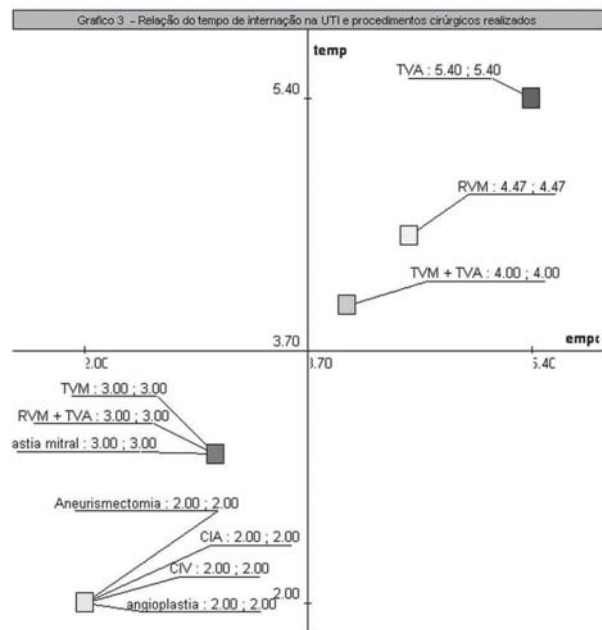 Grafico 3 - Relação do tempo de internação na UTI e procedimentos cirúrgicos realizados
temp
TVA : 5.40 ; 5.40
5.40
RVM : 4.47 ; 4.47
TVM + TVA : 4.00 ; 4.00
3.70
empo
2.00
3.70
5.40
TVM : 3.00 ; 3.00
RVM + TVA : 3.00 ; 3.00
astia mitral : 3.00 ; 3.00
Aneurismectomia : 2.00 ; 2.00
CIA : 2.00 ; 2.00
CIV : 2.00 ; 2.00
2.00
angioplastia : 2.00 ; 2.00